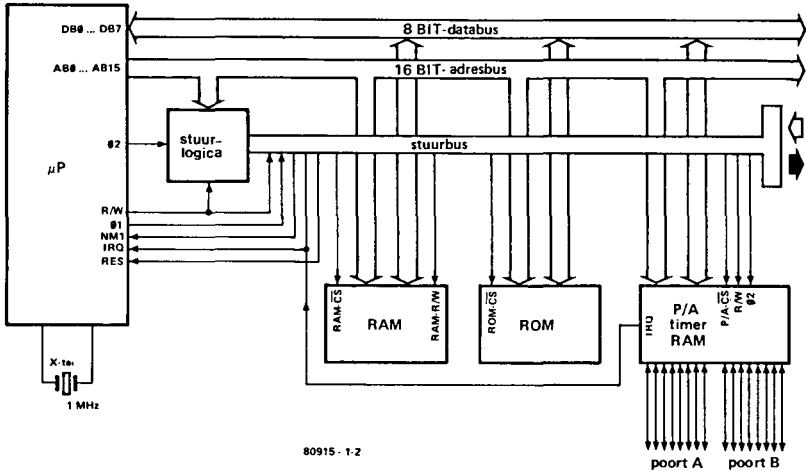 DB0 ... DB7
8 BIT-databus
AB0 ... AB15
16 BIT-adresbus
µP
ø2
stuur-
logica
stuurbus
R/W
ø1
NM1
IRQ
RES
RAM-CS
RAM
RAM-R/W
ROM-CS
ROM
IRQ
P/A
timer
RAM
P/A-CS
R/W
ø2
X-tal
1 MHz
80915 - 1-2
poort A
poort B